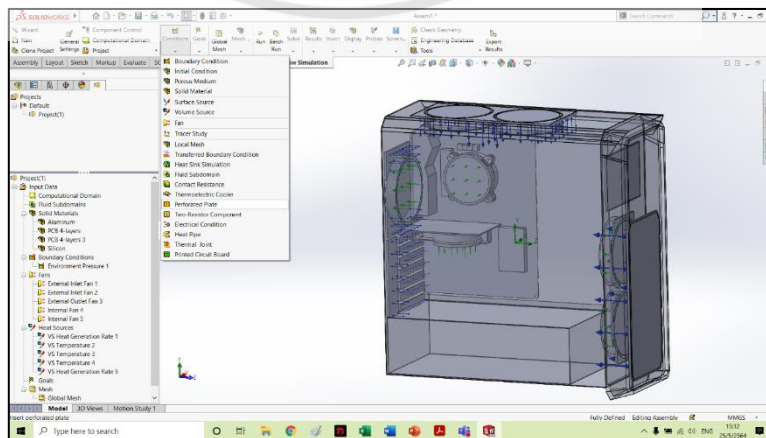 SOLIDWORKS
Assem1 *
Search Commands
Wizard
New
Clone Project
General Settings
Component Control
Computational Domain
Project
Conditions
Goals
Global Mesh
Mesh
Run
Batch Run
Solve
Results
Insert
Display
Probes
Screen...
Check Geometry
Engineering Database
Tools
Export Results
Assembly
Layout
Sketch
Markup
Evaluate
ow Simulation
Boundary Condition
Initial Condition
Porous Medium
Solid Material
Surface Source
Volume Source
Fan
Tracer Study
Local Mesh
Transferred Boundary Condition
Heat Sink Simulation
Fluid Subdomain
Contact Resistance
Thermoelectric Cooler
Perforated Plate
Two-Resistor Component
Electrical Condition
Heat Pipe
Thermal Joint
Printed Circuit Board
Projects
Default
Project(1)
Project(1)
Input Data
Computational Domain
Fluid Subdomains
Solid Materials
Aluminum
PCB 4-layers
PCB 4-layers 3
Silicon
Boundary Conditions
Environment Pressure 1
Fans
External Inlet Fan 1
External Inlet Fan 2
External Outlet Fan 3
Internal Fan 4
Internal Fan 5
Heat Sources
VS Heat Generation Rate 1
VS Temperature 2
VS Temperature 3
VS Temperature 4
VS Heat Generation Rate 5
Goals
Mesh
Global Mesh
Model
3D Views
Motion Study 1
Insert perforated plate
Fully Defined
Editing Assembly
MMGS
Type here to search
ENG
15:12
25/5/2564